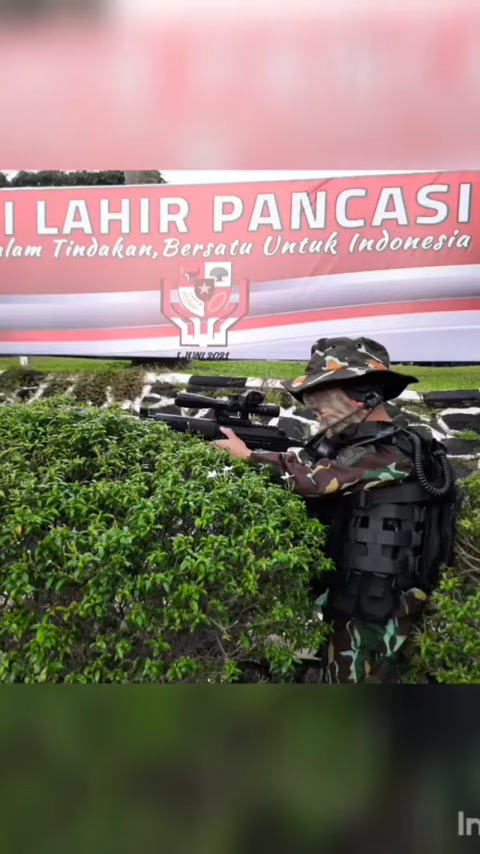 I LAHIR PANCASI
alam Tindakan, Bersatu Untuk Indonesia
1 JUNI 2021
In